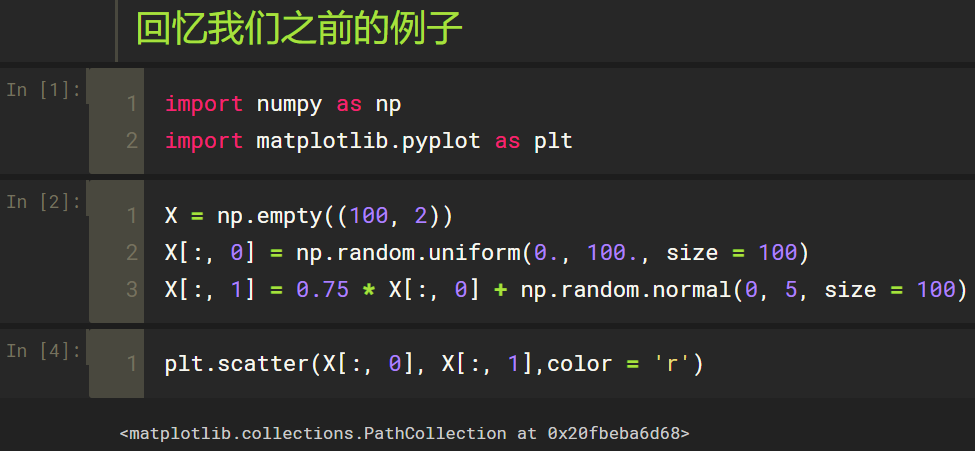 回忆我们之前的例子
In [1]:
1 import numpy as np
2 import matplotlib.pyplot as plt
In [2]:
1 X = np.empty((100, 2))
2 X[:, 0] = np.random.uniform(0., 100., size = 100)
3 X[:, 1] = 0.75 * X[:, 0] + np.random.normal(0, 5, size = 100)
In [4]:
1 plt.scatter(X[:, 0], X[:, 1],color = 'r')
<matplotlib.collections.PathCollection at 0x20fbeba6d68>